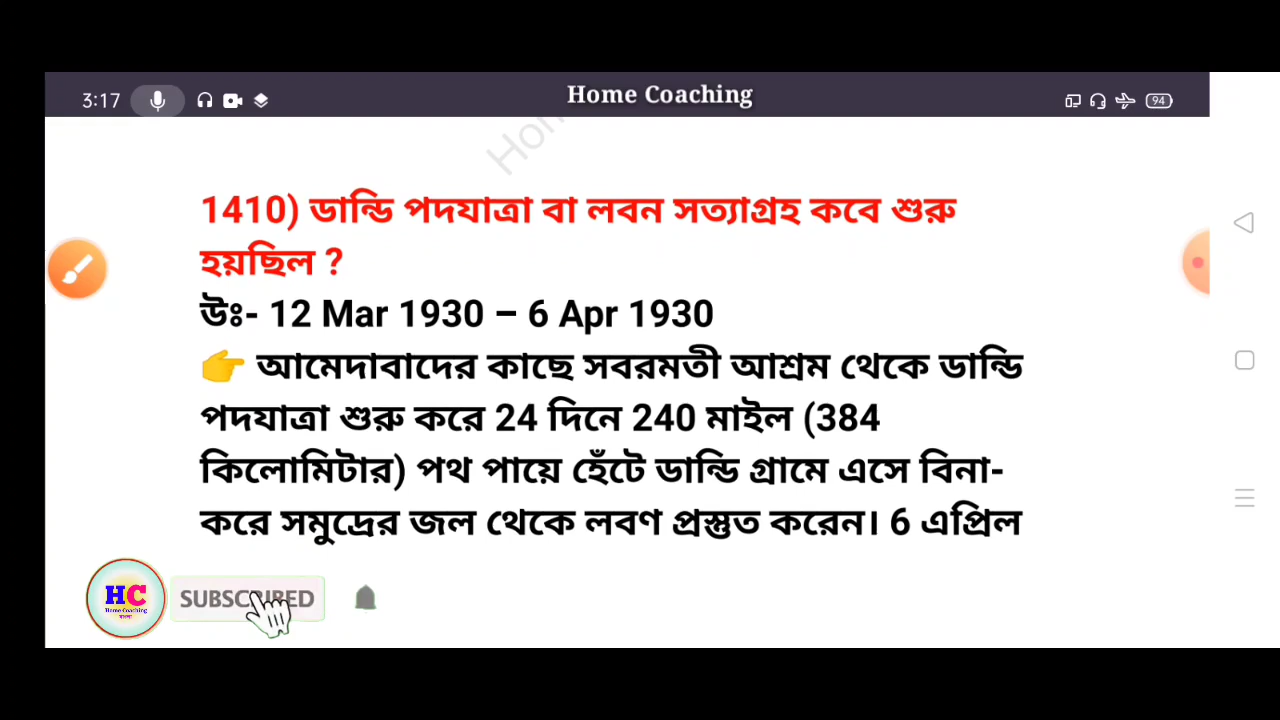 3:17
Home Coaching
94
1410) ডান্ডি পদযাত্রা বা লবন সত্যাগ্রহ কবে শুরু
হয়ছিল ?
উঃ- 12 Mar 1930 – 6 Apr 1930
👉 আমেদাবাদের কাছে সবরমতী আশ্রম থেকে ডান্ডি
পদযাত্রা শুরু করে 24 দিনে 240 মাইল (384
কিলোমিটার) পথ পায়ে হেঁটে ডান্ডি গ্রামে এসে বিনা-
করে সমুদ্রের জল থেকে লবণ প্রস্তুত করেন। 6 এপ্রিল
HC
Home Coaching
বাংলা
SUBSCRIBED